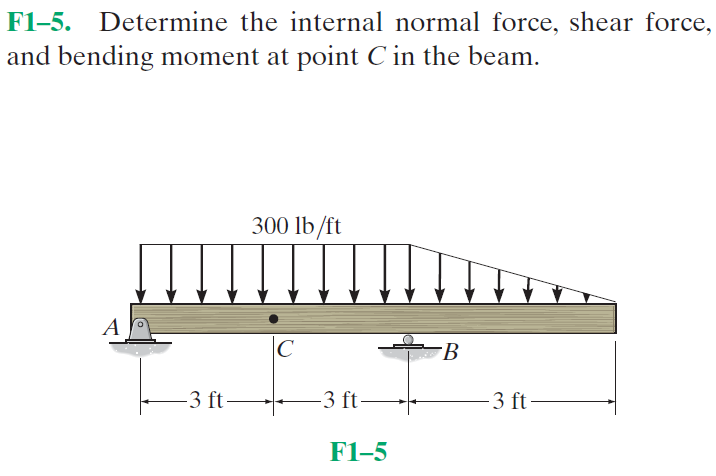 F1–5. Determine the internal normal force, shear force,
and bending moment at point C in the beam.
300 lb/ft
A
C
B
3 ft
3 ft
3 ft
F1–5